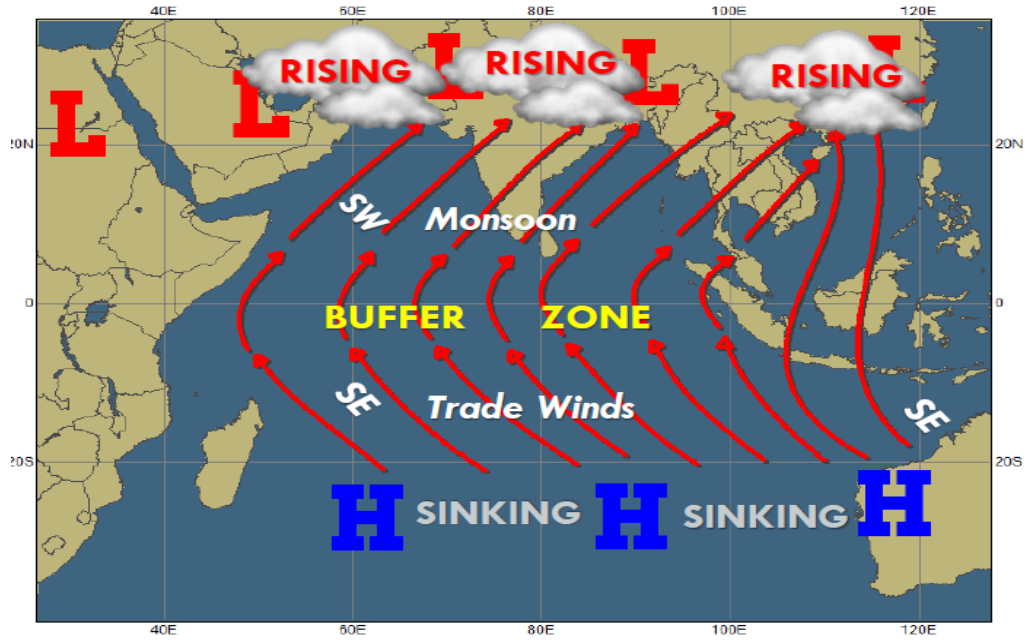 40E 60E 80E 100E 120E
L L L L
RISING RISING RISING
20N 20N
SW Monsoon
0 0
BUFFER ZONE
SE Trade Winds SE
20S 20S
H SINKING H SINKING H
40E 60E 80E 100E 120E